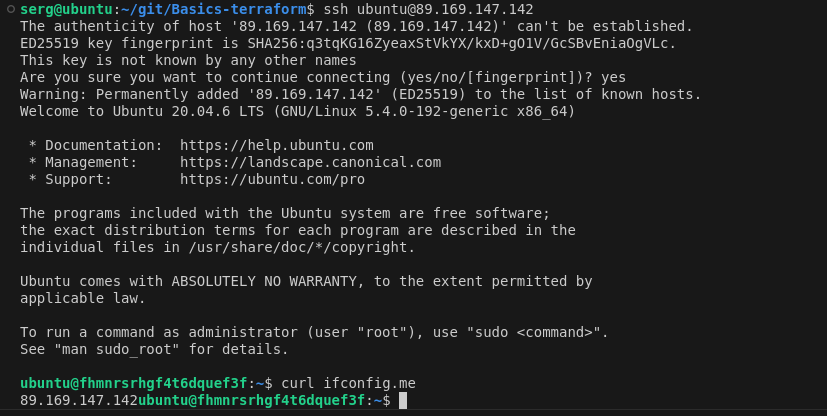 serg@ubuntu:~/git/Basics-terraform$ ssh ubuntu@89.169.147.142
The authenticity of host '89.169.147.142 (89.169.147.142)' can't be established.
ED25519 key fingerprint is SHA256:q3tqKG16ZyeaxStVkYX/kxD+gO1V/GcSBvEniaOgVLc.
This key is not known by any other names
Are you sure you want to continue connecting (yes/no/[fingerprint])? yes
Warning: Permanently added '89.169.147.142' (ED25519) to the list of known hosts.
Welcome to Ubuntu 20.04.6 LTS (GNU/Linux 5.4.0-192-generic x86_64)

 * Documentation:  https://help.ubuntu.com
 * Management:     https://landscape.canonical.com
 * Support:        https://ubuntu.com/pro

The programs included with the Ubuntu system are free software;
the exact distribution terms for each program are described in the
individual files in /usr/share/doc/*/copyright.

Ubuntu comes with ABSOLUTELY NO WARRANTY, to the extent permitted by
applicable law.

To run a command as administrator (user "root"), use "sudo <command>".
See "man sudo_root" for details.

ubuntu@fhmnrsrhgf4t6dquef3f:~$ curl ifconfig.me
89.169.147.142ubuntu@fhmnrsrhgf4t6dquef3f:~$